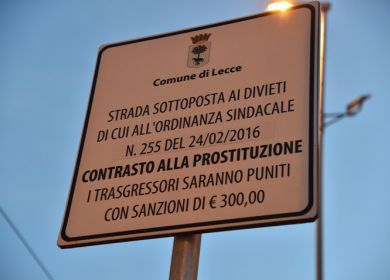 Comune di Lecce
STRADA SOTTOPOSTA AI DIVIETI
DI CUI ALL'ORDINANZA SINDACALE
N. 255 DEL 24/02/2016
CONTRASTO ALLA PROSTITUZIONE
I TRASGRESSORI SARANNO PUNITI
CON SANZIONI DI € 300,00